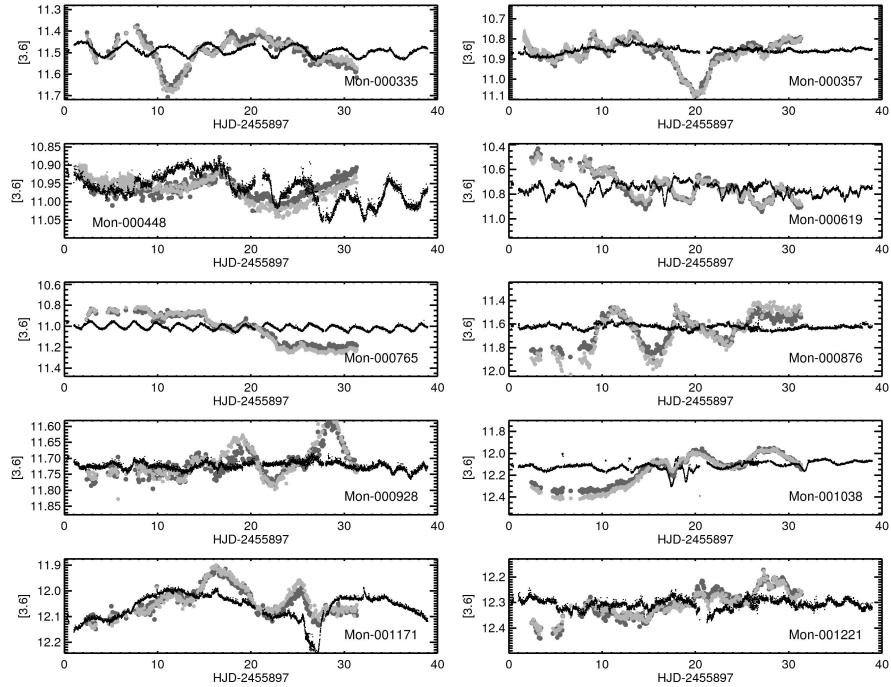 11.3
11.4
11.5
11.6
11.7
[3.6]
Mon-000335
0 10 20 30 40
HJD-2455897
10.7
10.8
10.9
11.0
11.1
[3.6]
Mon-000357
0 10 20 30 40
HJD-2455897
10.85
10.90
10.95
11.00
11.05
[3.6]
Mon-000448
0 10 20 30 40
HJD-2455897
10.4
10.6
10.8
11.0
[3.6]
Mon-000619
0 10 20 30 40
HJD-2455897
10.6
10.8
11.0
11.2
11.4
[3.6]
Mon-000765
0 10 20 30 40
HJD-2455897
11.4
11.6
11.8
12.0
[3.6]
Mon-000876
0 10 20 30 40
HJD-2455897
11.60
11.65
11.70
11.75
11.80
11.85
[3.6]
Mon-000928
0 10 20 30 40
HJD-2455897
11.8
12.0
12.2
12.4
[3.6]
Mon-001038
0 10 20 30 40
HJD-2455897
11.9
12.0
12.1
12.2
[3.6]
Mon-001171
0 10 20 30 40
HJD-2455897
12.2
12.3
12.4
[3.6]
Mon-001221
0 10 20 30 40
HJD-2455897